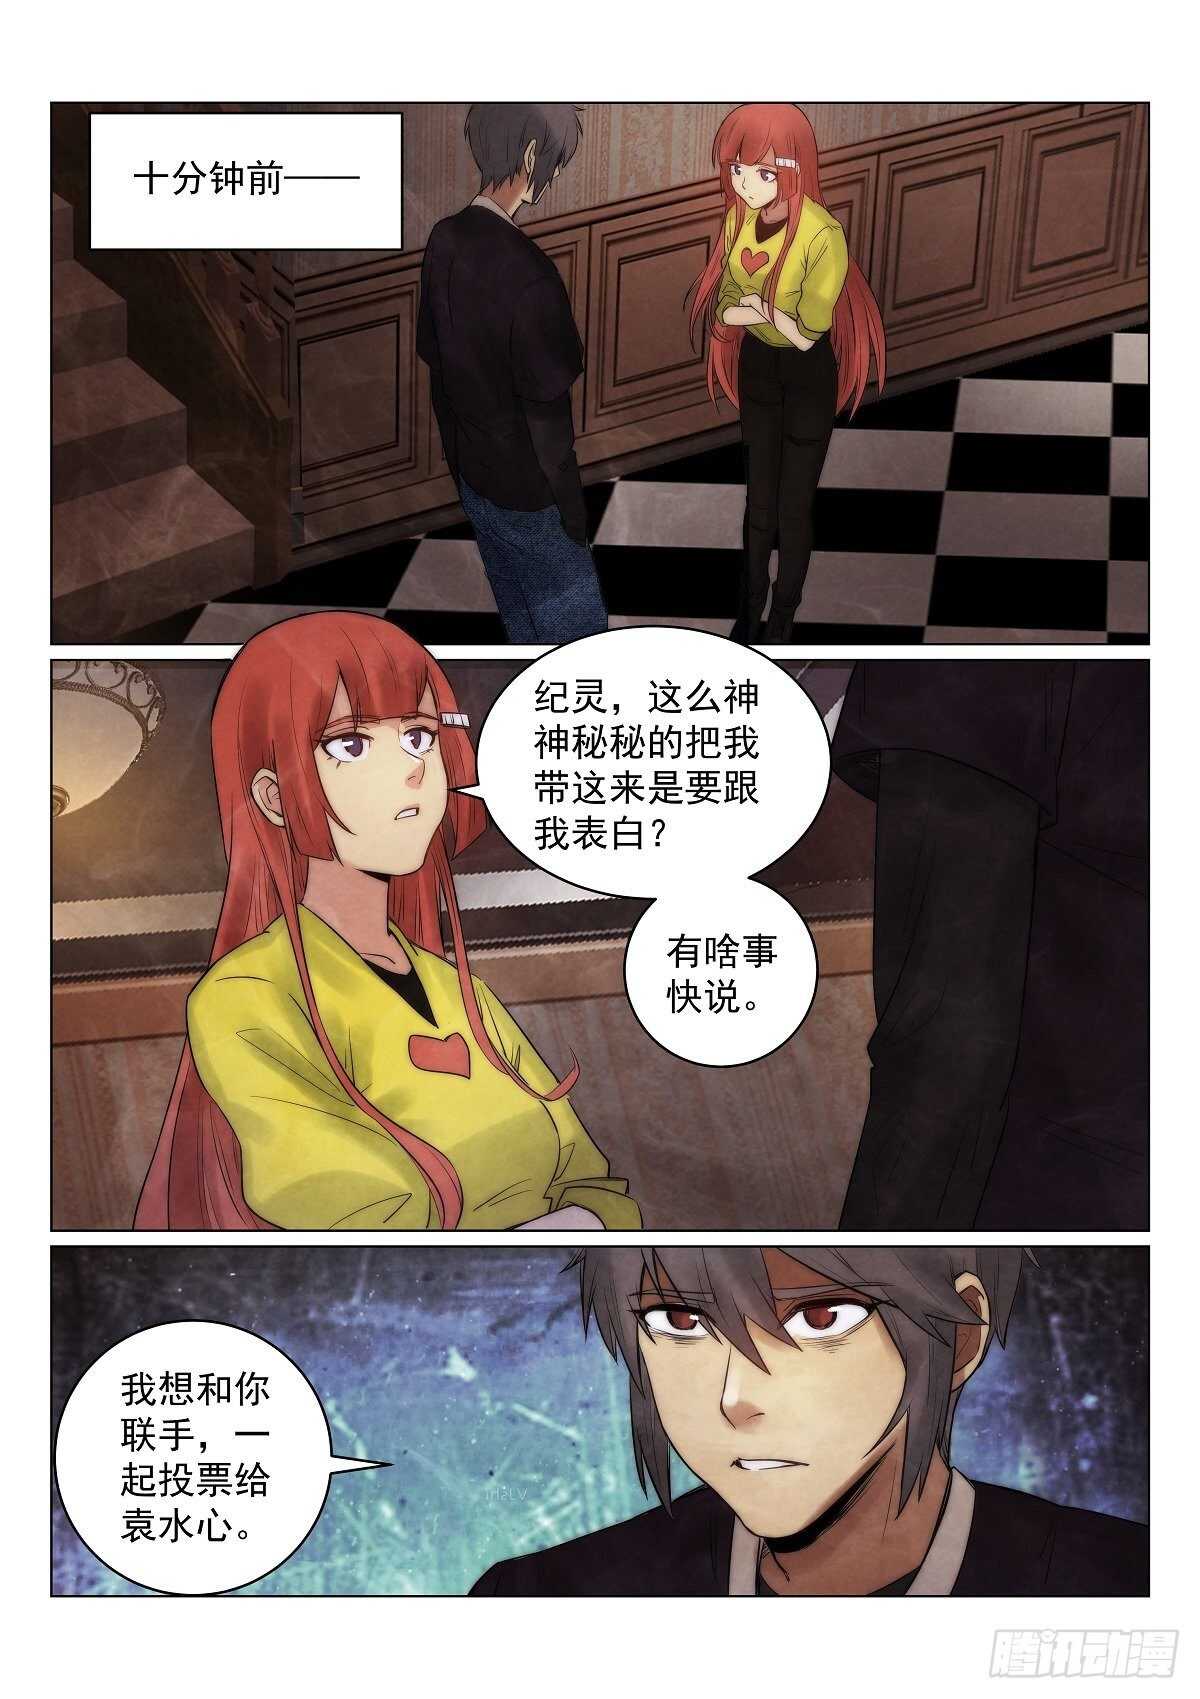 十分钟前——
纪灵，这么神
神秘秘的把我
带这来是要跟
我表白？
有啥事
快说。
我想和你
联手，一
起投票给
袁水心。
腾讯动漫